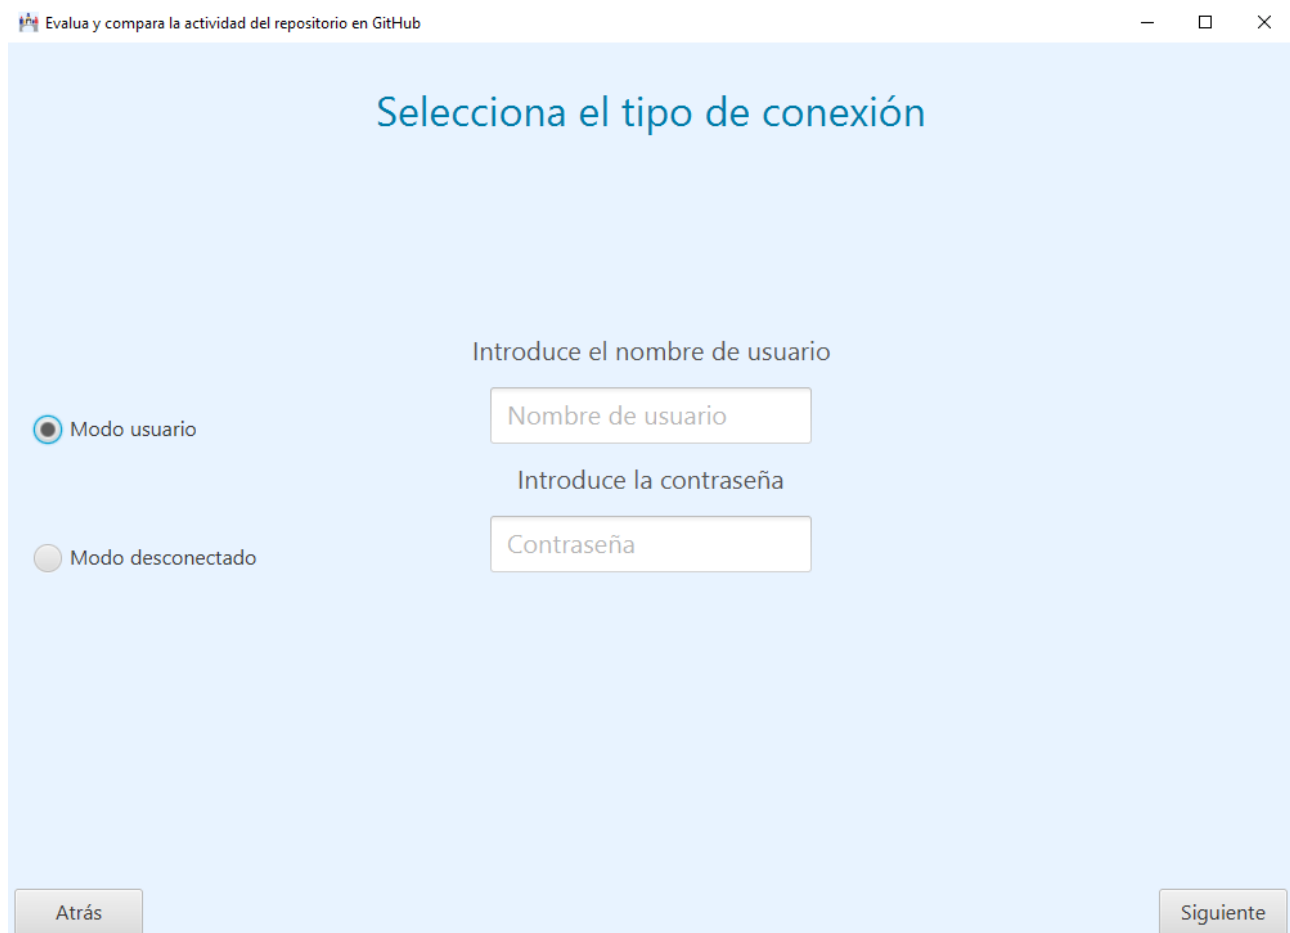 Evalua y compara la actividad del repositorio en GitHub
Selecciona el tipo de conexión
Introduce el nombre de usuario
Nombre de usuario
Modo usuario
Introduce la contraseña
Contraseña
Modo desconectado
Atrás
Siguiente